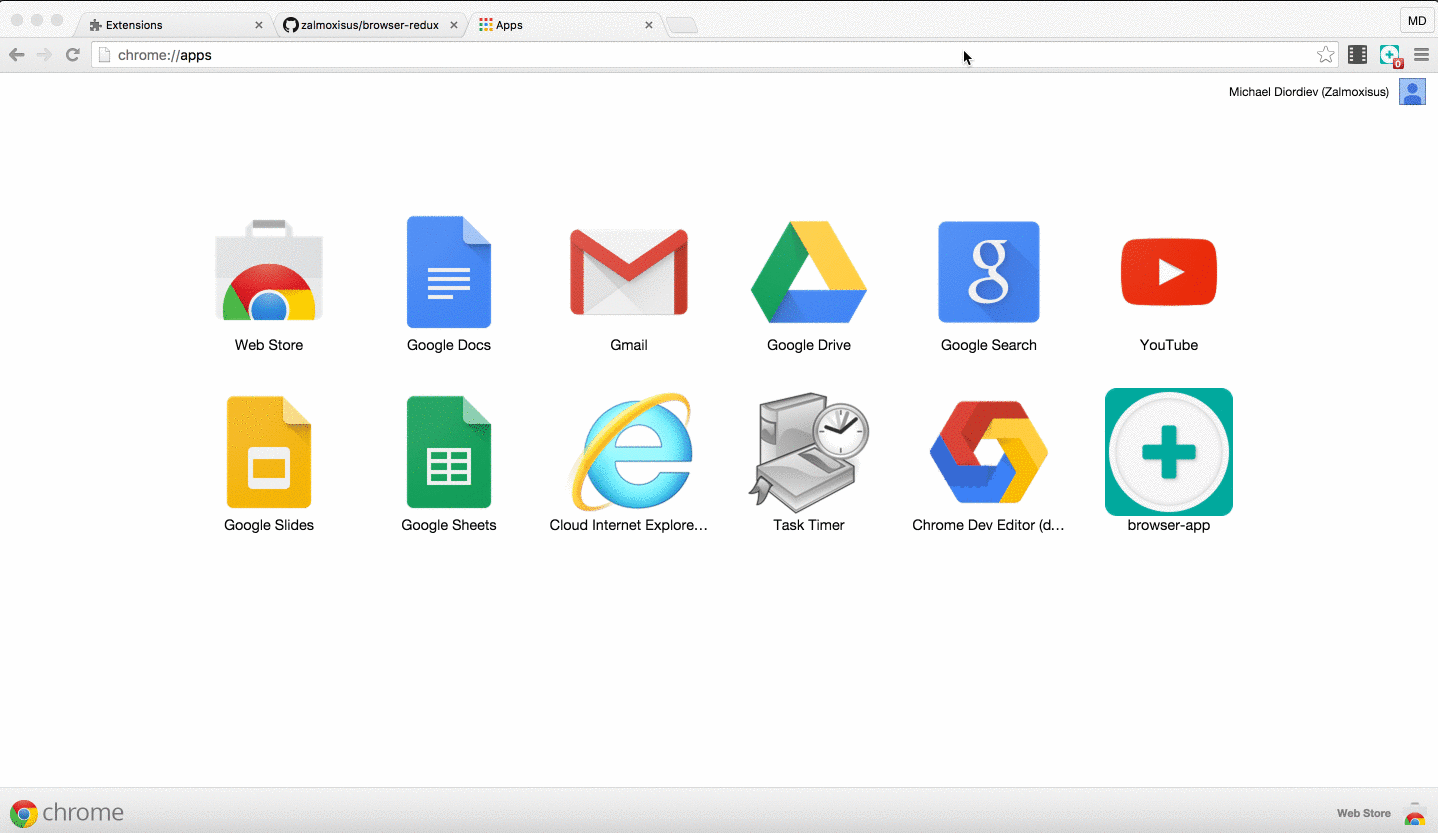 Extensions
zalmoxisus/browser-redux
Apps
MD
chrome://apps
0
Michael Diordiev (Zalmoxisus)
Web Store
Google Docs
Gmail
Google Drive
Google Search
YouTube
Google Slides
Google Sheets
Cloud Internet Explore...
Task Timer
Chrome Dev Editor (d...
browser-app
chrome
Web Store